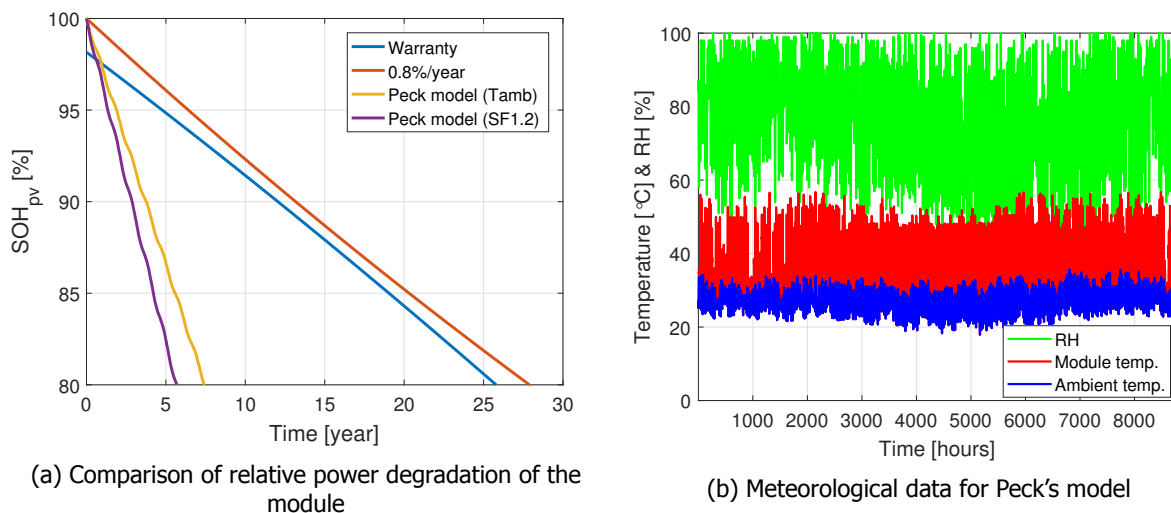 100
95
90
85
80
SOH_pv [%]
0 5 10 15 20 25 30
Time [year]
Warranty
0.8%/year
Peck model (Tamb)
Peck model (SF1.2)
(a) Comparison of relative power degradation of the
module
100
80
60
40
20
0
Temperature [ °C] & RH [%]
1000 2000 3000 4000 5000 6000 7000 8000
Time [hours]
RH
Module temp.
Ambient temp.
(b) Meteorological data for Peck’s model